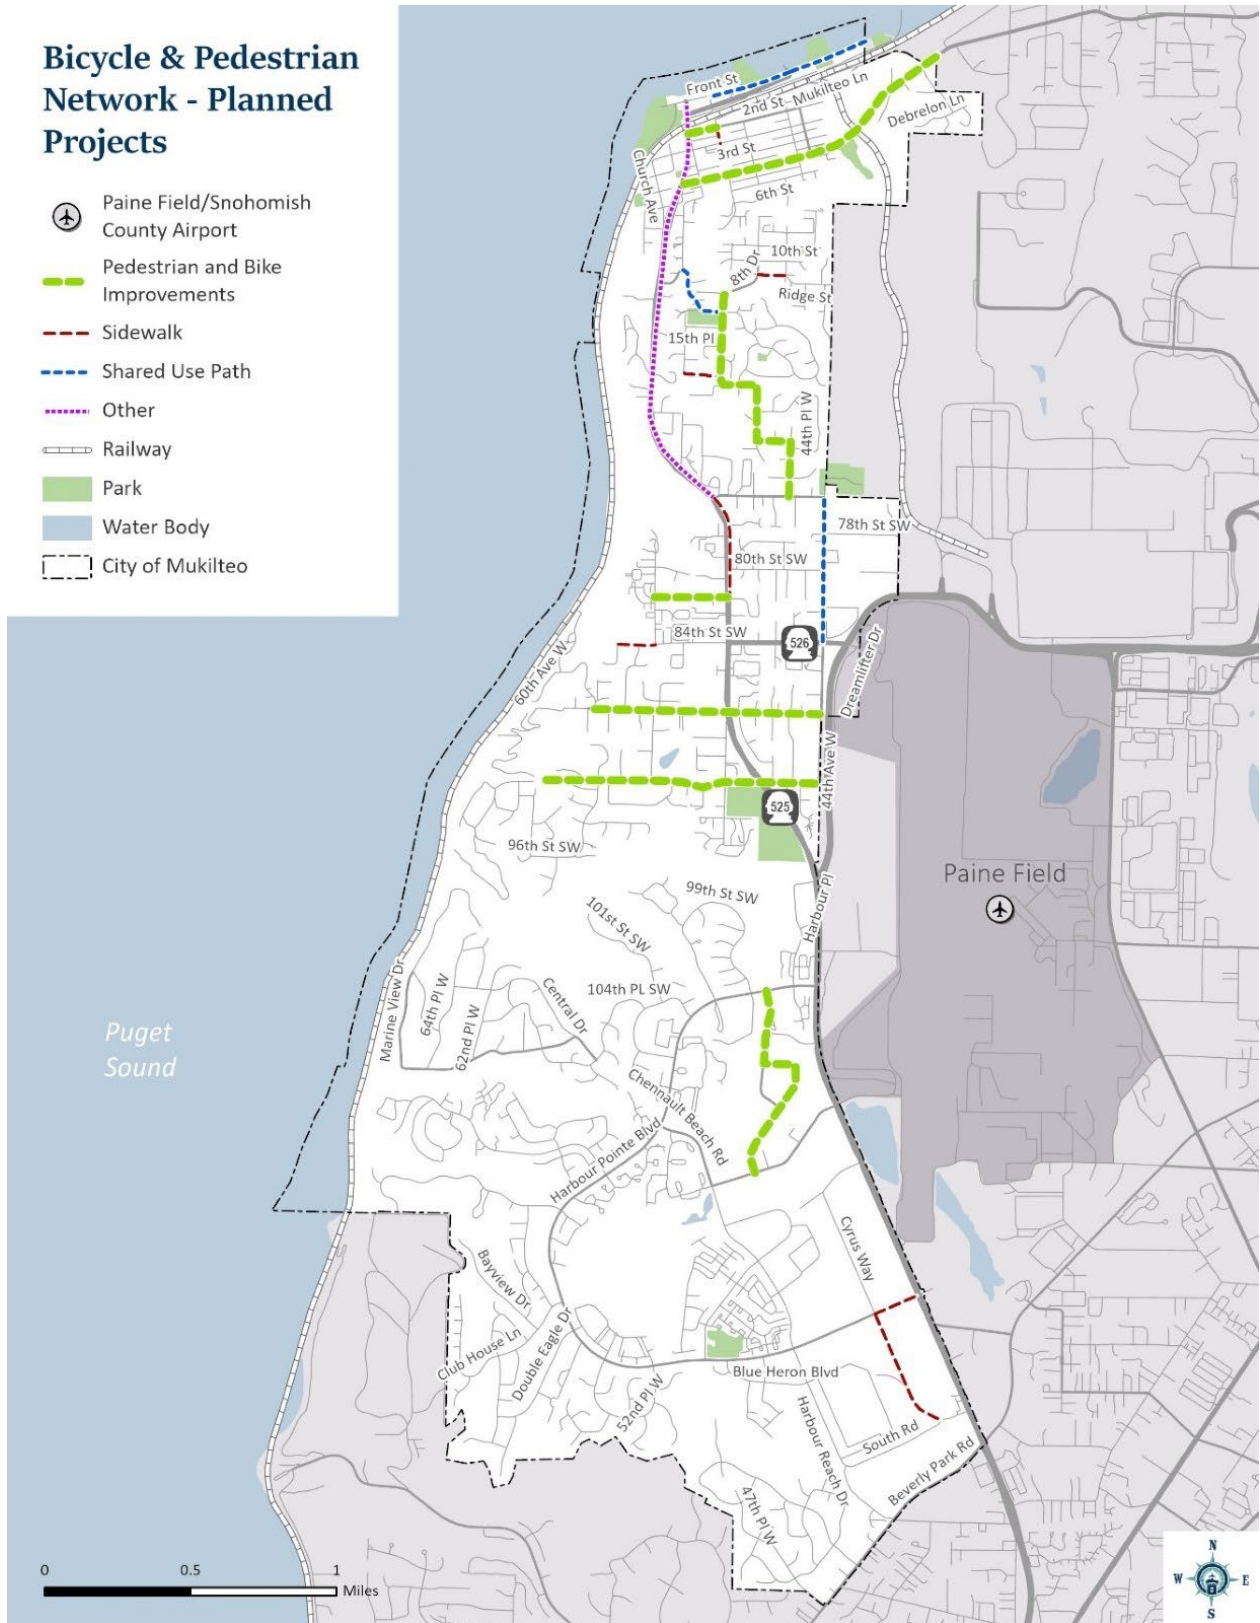 Bicycle & Pedestrian
Network - Planned
Projects
Paine Field/Snohomish
County Airport
Pedestrian and Bike
Improvements
Sidewalk
Shared Use Path
Other
Railway
Park
Water Body
City of Mukilteo
Front St
2nd St
Mukilteo Ln
Debrelon Ln
3rd St
Church Ave
6th St
10th St
8th Dr
Ridge St
15th Pl
44th Pl W
78th St SW
80th St SW
84th St SW
526
60th Ave W
Dreamlifter Dr
44th Ave W
525
96th St SW
99th St SW
Harbour Pl
101st St SW
Paine Field
104th PL SW
Central Dr
Marine View Dr
64th Pl W
62nd Pl W
Puget
Sound
Chennault Beach Rd
Harbour Pointe Blvd
Cyrus Way
Bayview Dr
Club House Ln
Double Eagle Dr
Blue Heron Blvd
52nd Pl W
Harbour Reach Dr
South Rd
Beverly Park Rd
47th Pl W
0
0.5
1
Miles
N
W
E
S